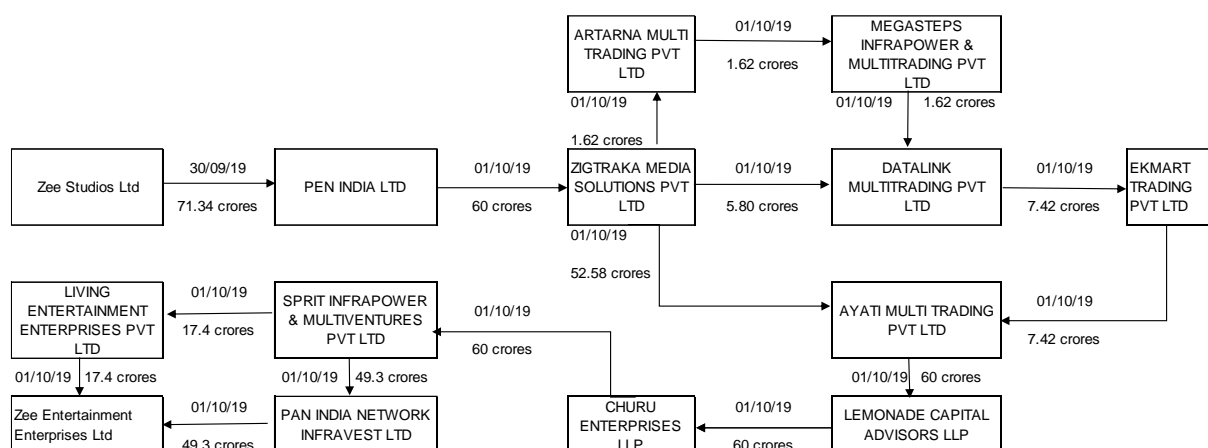 ARTARNA MULTI
TRADING PVT
LTD
01/10/19
1.62 crores
MEGASTEPS
INFRAPOWER &
MULTITRADING PVT
LTD
01/10/19
1.62 crores
01/10/19
1.62 crores
Zee Studios Ltd
30/09/19
71.34 crores
PEN INDIA LTD
01/10/19
60 crores
ZIGTRAKA MEDIA
SOLUTIONS PVT
LTD
01/10/19
5.80 crores
DATALINK
MULTITRADING PVT
LTD
01/10/19
7.42 crores
EKMART
TRADING
PVT LTD
01/10/19
52.58 crores
LIVING
ENTERTAINMENT
ENTERPRISES PVT
LTD
01/10/19
17.4 crores
SPRIT INFRAPOWER
& MULTIVENTURES
PVT LTD
01/10/19
60 crores
AYATI MULTI TRADING
PVT LTD
01/10/19
7.42 crores
01/10/19
17.4 crores
01/10/19
49.3 crores
01/10/19
60 crores
Zee Entertainment
Enterprises Ltd
01/10/19
49.3 crores
PAN INDIA NETWORK
INFRAVEST LTD
CHURU
ENTERPRISES
LLP
01/10/19
60 crores
LEMONADE CAPITAL
ADVISORS LLP